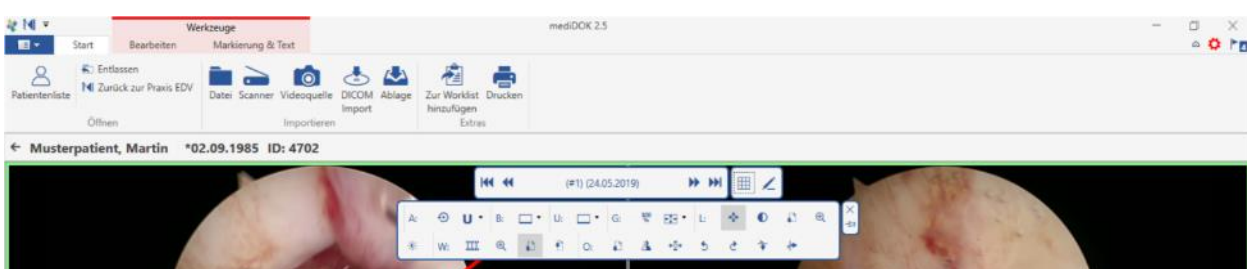 Werkzeuge
mediDOK 2.5
Start Bearbeiten Markierung & Text
Patientenliste
Entlassen
Zurück zur Praxis EDV
Öffnen
Datei Scanner Videoquelle DICOM Import Ablage
Importieren
Zur Worklist hinzufügen Drucken
Extras
Musterpatient, Martin *02.09.1985 ID: 4702
(#1) (24.05.2019)
A: U B: U: G: L:
W: O: